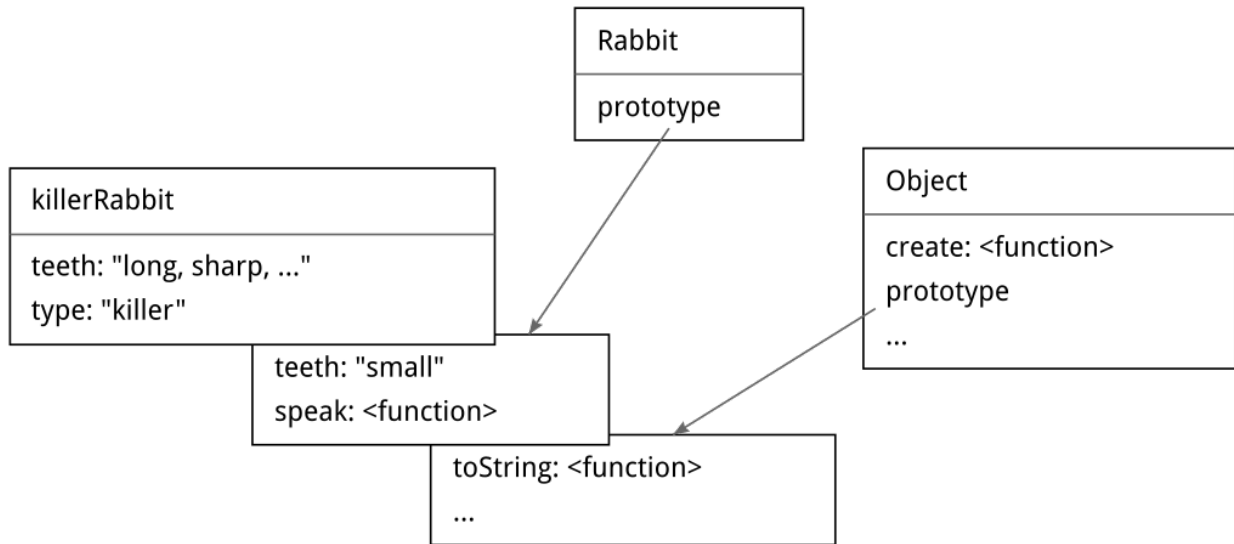 Rabbit
prototype
killerRabbit
teeth: "long, sharp, ..."
type: "killer"
Object
create: <function>
prototype
...
teeth: "small"
speak: <function>
toString: <function>
...